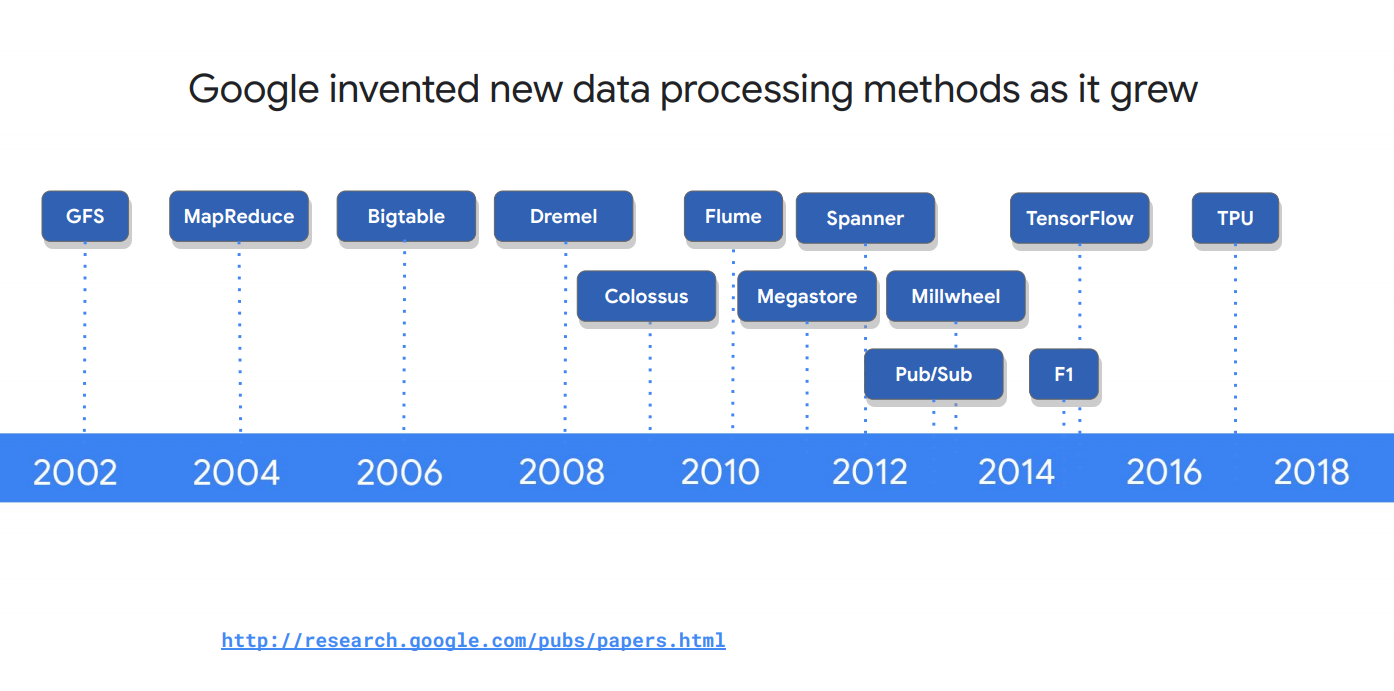 Google invented new data processing methods as it grew
GFS
MapReduce
Bigtable
Dremel
Flume
Spanner
TensorFlow
TPU
Colossus
Megastore
Millwheel
Pub/Sub
F1
2002 2004 2006 2008 2010 2012 2014 2016 2018
http://research.google.com/pubs/papers.html